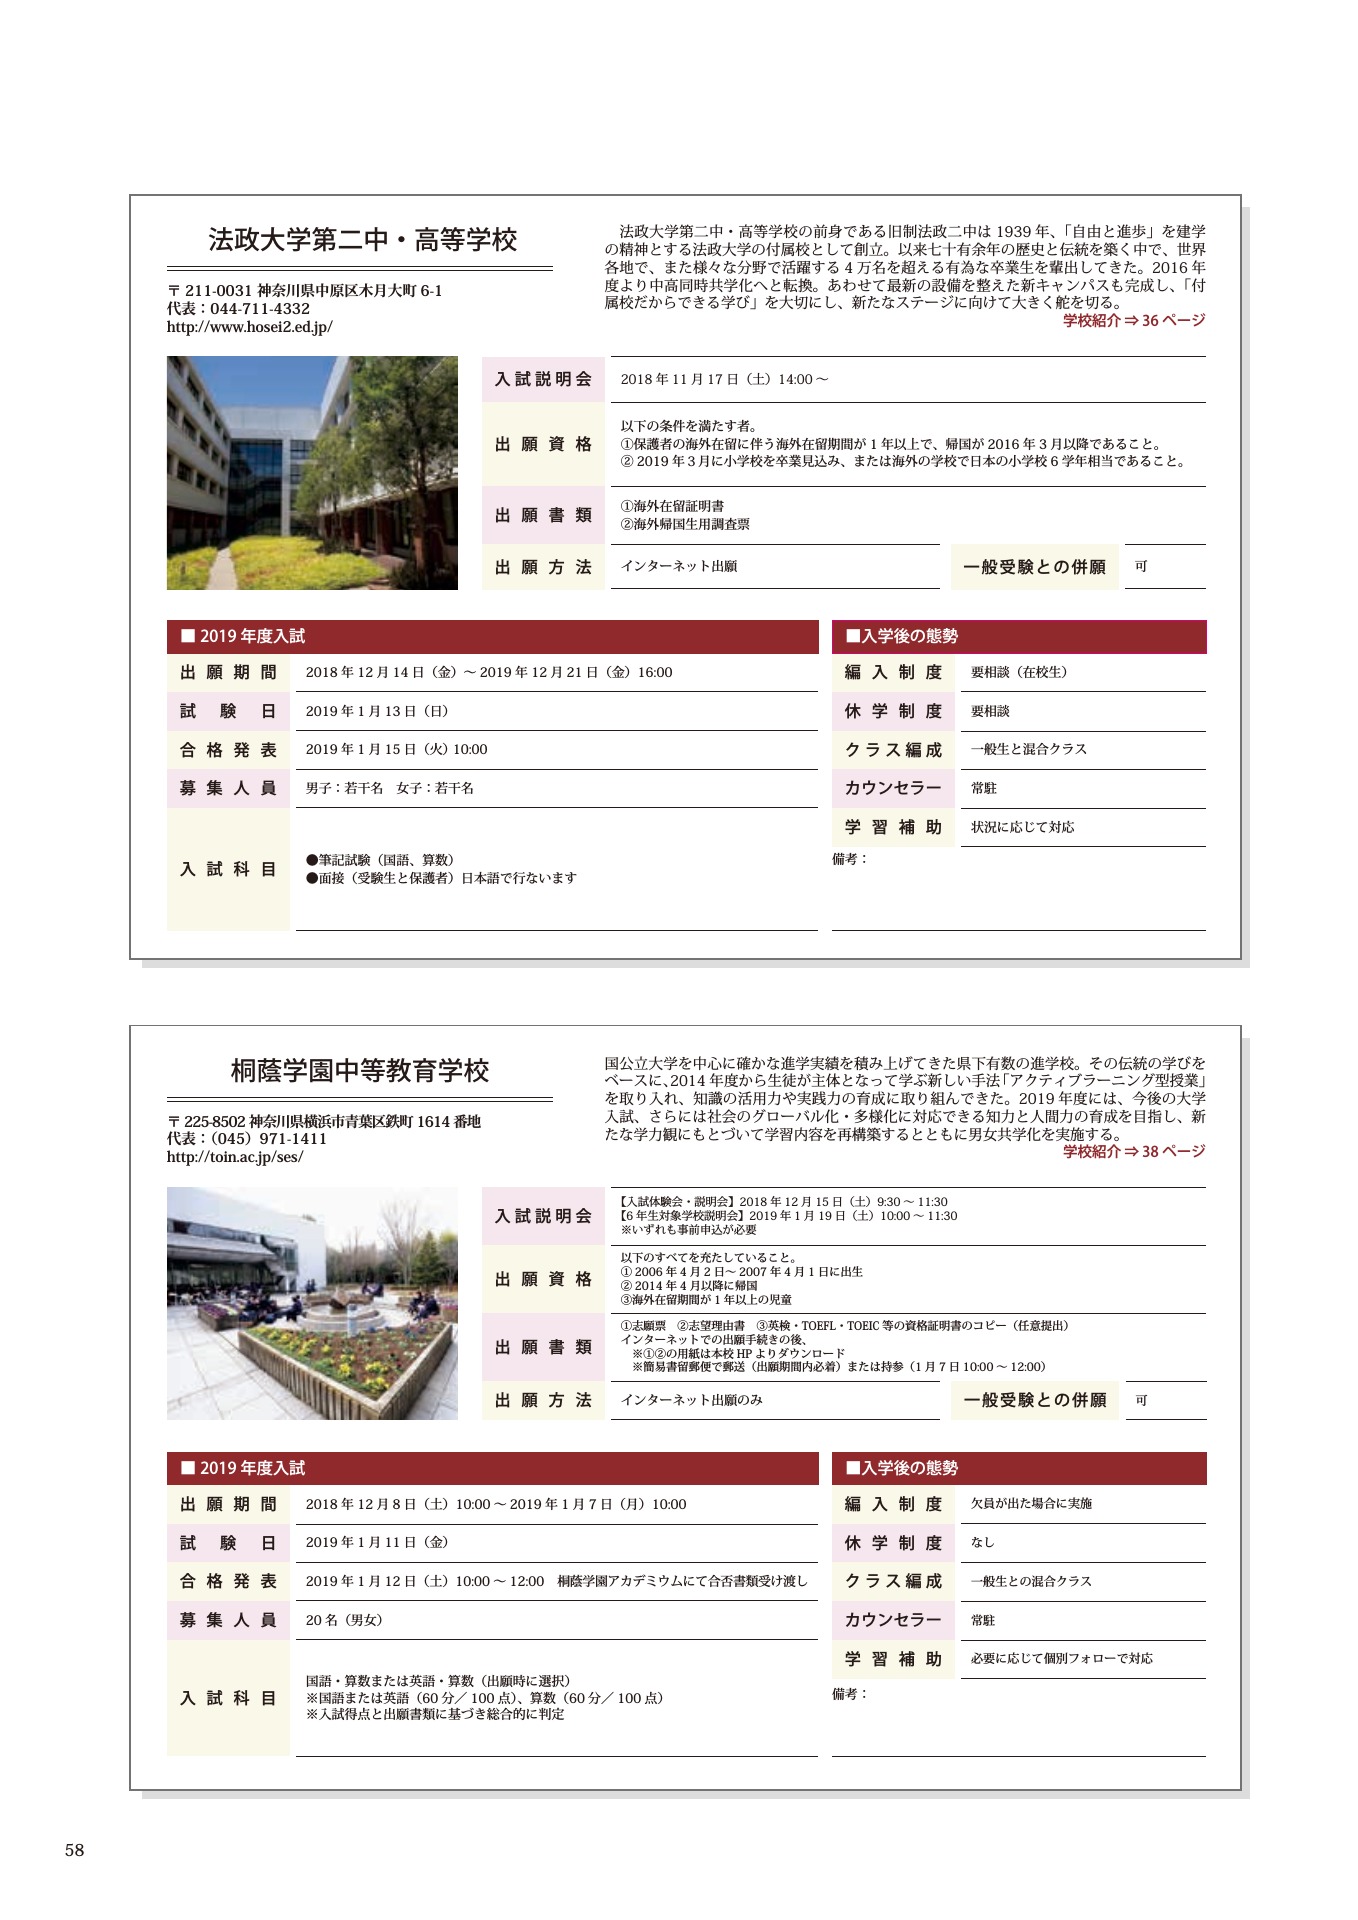 法政大学第二中・高等学校
〒 211-0031 神奈川県中原区木月大町 6-1
代表：044-711-4332
http://www.hosei2.ed.jp/
法政大学第二中・高等学校の前身である旧制法政二中は 1939 年、「自由と進歩」を建学
の精神とする法政大学の付属校として創立。以来七十有余年の歴史と伝統を築く中で、世界
各地で、また様々な分野で活躍する 4 万名を超える有為な卒業生を輩出してきた。2016 年
度より中高同時共学化へと転換。あわせて最新の設備を整えた新キャンパスも完成し、「付
属校だからできる学び」を大切にし、新たなステージに向けて大きく舵を切る。
学校紹介 ⇒ 36 ページ
入試説明会 2018 年 11 月 17 日（土）14:00 ～
出願資格 以下の条件を満たす者。
①保護者の海外在留に伴う海外在留期間が 1 年以上で、帰国が 2016 年 3 月以降であること。
② 2019 年３月に小学校を卒業見込み、または海外の学校で日本の小学校 6 学年相当であること。
出願書類 ①海外在留証明書
②海外帰国生用調査票
出願方法 インターネット出願 一般受験との併願 可
■ 2019 年度入試
出願期間 2018 年 12 月 14 日（金）～ 2019 年 12 月 21 日（金）16:00
試験日 2019 年 1 月 13 日（日）
合格発表 2019 年 1 月 15 日（火）10:00
募集人員 男子：若干名　女子：若干名
入試科目 ●筆記試験（国語、算数）
●面接（受験生と保護者）日本語で行ないます
■入学後の態勢
編入制度 要相談（在校生）
休学制度 要相談
クラス編成 一般生と混合クラス
カウンセラー 常駐
学習補助 状況に応じて対応
備考：
桐蔭学園中等教育学校
〒 225-8502 神奈川県横浜市青葉区鉄町 1614 番地
代表：（045）971-1411
http://toin.ac.jp/ses/
国公立大学を中心に確かな進学実績を積み上げてきた県下有数の進学校。その伝統の学びを
ベースに、2014 年度から生徒が主体となって学ぶ新しい手法「アクティブラーニング型授業」
を取り入れ、知識の活用力や実践力の育成に取り組んできた。2019 年度には、今後の大学
入試、さらには社会のグローバル化・多様化に対応できる知力と人間力の育成を目指し、新
たな学力観にもとづいて学習内容を再構築するとともに男女共学化を実施する。
学校紹介 ⇒ 38 ページ
入試説明会 【入試体験会・説明会】2018 年 12 月 15 日（土）9:30 ～ 11:30
【6 年生対象学校説明会】2019 年 1 月 19 日（土）10:00 ～ 11:30
※いずれも事前申込が必要
出願資格 以下のすべてを充たしていること。
① 2006 年 4 月 2 日～ 2007 年 4 月 1 日に出生
② 2014 年 4 月以降に帰国
③海外在留期間が 1 年以上の児童
出願書類 ①志願票　②志望理由書　③英検・TOEFL・TOEIC 等の資格証明書のコピー（任意提出）
インターネットでの出願手続きの後、
※①②の用紙は本校 HP よりダウンロード
※簡易書留郵便で郵送（出願期間内必着）または持参（1 月 7 日 10:00 ～ 12:00）
出願方法 インターネット出願のみ 一般受験との併願 可
■ 2019 年度入試
出願期間 2018 年 12 月 8 日（土）10:00 ～ 2019 年 1 月 7 日（月）10:00
試験日 2019 年 1 月 11 日（金）
合格発表 2019 年 1 月 12 日（土）10:00 ～ 12:00　桐蔭学園アカデミウムにて合否書類受け渡し
募集人員 20 名（男女）
入試科目 国語・算数または英語・算数（出願時に選択）
※国語または英語（60 分／ 100 点）、算数（60 分／ 100 点）
※入試得点と出願書類に基づき総合的に判定
■入学後の態勢
編入制度 欠員が出た場合に実施
休学制度 なし
クラス編成 一般生との混合クラス
カウンセラー 常駐
学習補助 必要に応じて個別フォローで対応
備考：
58